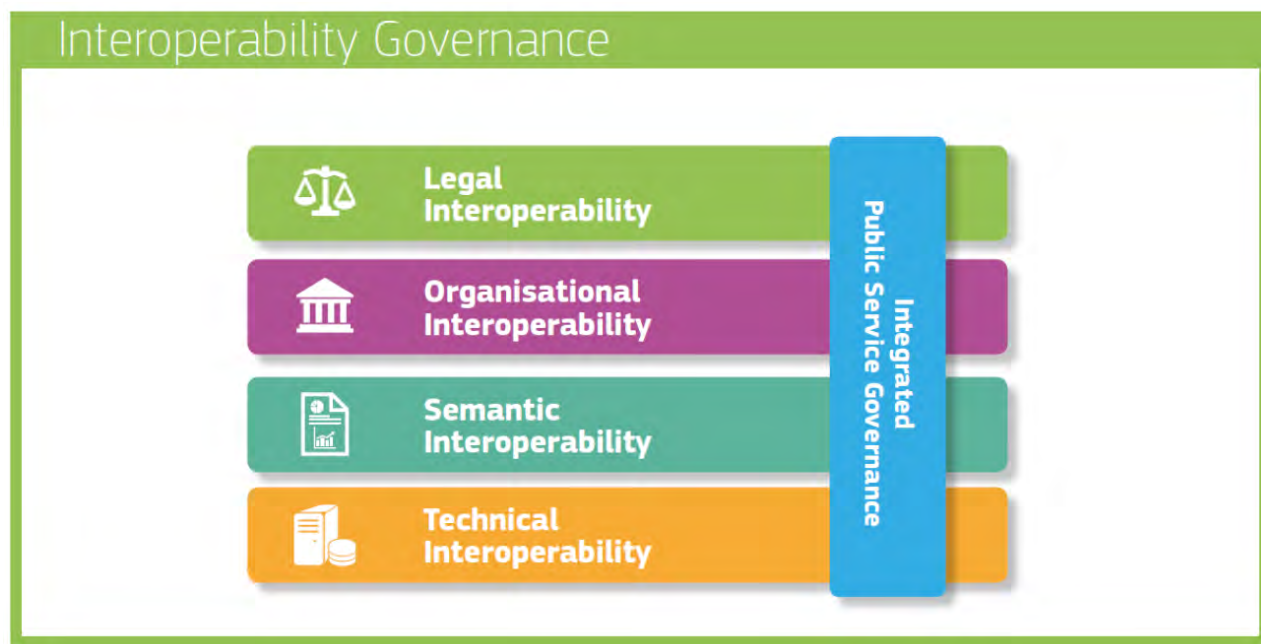 Interoperability Governance
Legal
Interoperability
Organisational
Interoperability
Semantic
Interoperability
Technical
Interoperability
Integrated
Public Service Governance